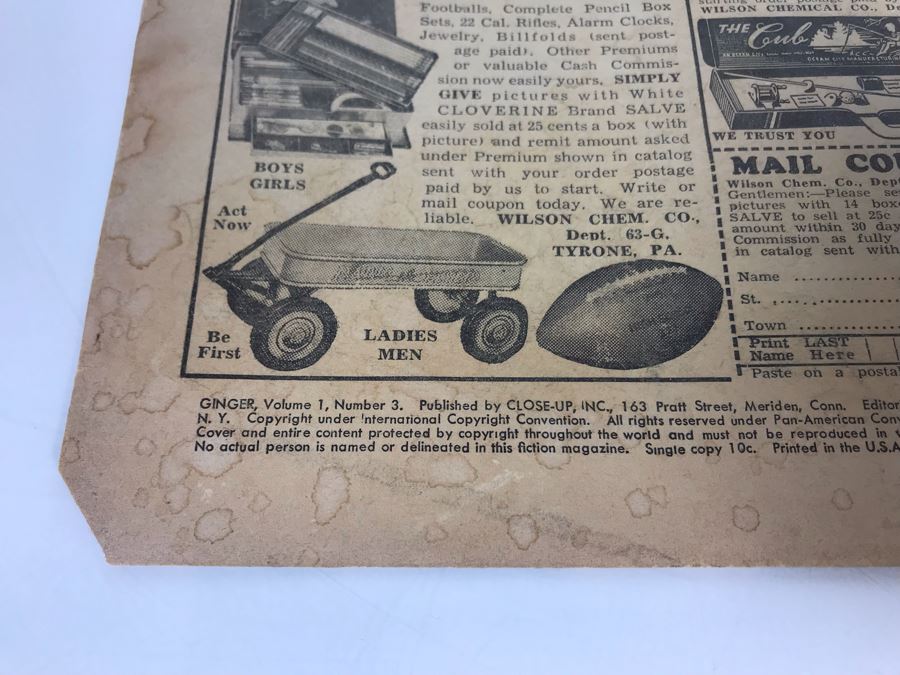 Footballs, Complete Pencil Box
Sets, 22 Cal. Rifles, Alarm Clocks,
Jewelry, Billfolds (sent post-
age paid). Other Premiums
or valuable Cash Commis-
sion now easily yours. SIMPLY
GIVE pictures with White
CLOVERINE Brand SALVE
easily sold at 25 cents a box (with
picture) and remit amount asked
under Premium shown in catalog
sent with your order postage
paid by us to start. Write or
mail coupon today. We are re-
liable. WILSON CHEM. CO.,
Dept. 63-G,
TYRONE, PA.
BOYS
GIRLS
Act
Now
Be
First
LADIES
MEN
WILSON CHEMICAL CO.,
THE Cub
OCEAN CITY MANUFACTURING
WE TRUST YOU
MAIL
Wilson Chem. Co.,
Gentlemen:—Please
pictures with 14
SALVE to sell at 25c
amount within 30
Commission as fully
in catalog sent with
Name
St.
Town
Print LAST
Name Here
Paste on a
GINGER, Volume 1, Number 3. Published by CLOSE-UP, INC., 163 Pratt Street, Meriden, Conn.
N. Y. Copyright under International Copyright Convention. All rights reserved under Pan-American
Cover and entire content protected by copyright throughout the world and must not be reproduced in
No actual person is named or delineated in this fiction magazine. Single copy 10c. Printed in the U.S.A